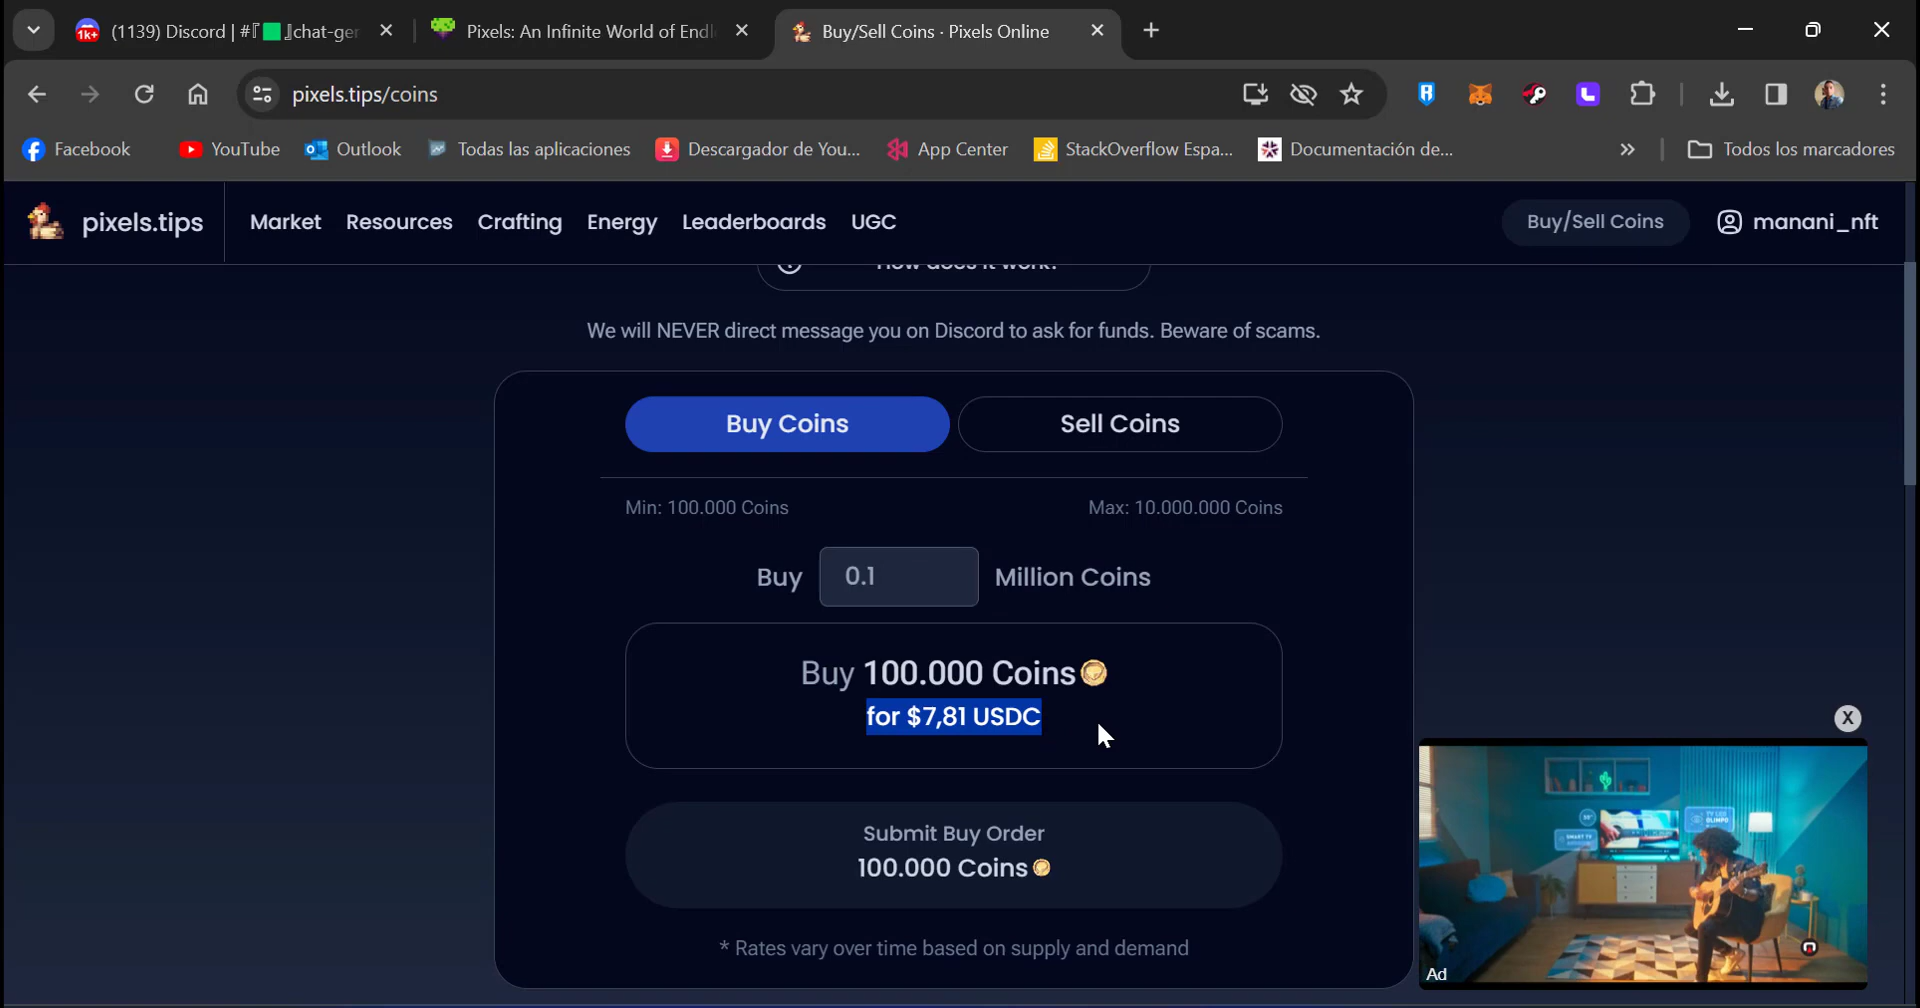 (1139) Discord | #『🟩』chat-ger
Pixels: An Infinite World of Endl
Buy/Sell Coins · Pixels Online
pixels.tips/coins
Facebook
YouTube
Outlook
Todas las aplicaciones
Descargador de You...
App Center
StackOverflow Espa...
Documentación de...
Todos los marcadores
pixels.tips
Market
Resources
Crafting
Energy
Leaderboards
UGC
Buy/Sell Coins
manani_nft
How does it work?
We will NEVER direct message you on Discord to ask for funds. Beware of scams.
Buy Coins
Sell Coins
Min: 100.000 Coins
Max: 10.000.000 Coins
Buy 0.1 Million Coins
Buy 100.000 Coins
for $7,81 USDC
Submit Buy Order
100.000 Coins
* Rates vary over time based on supply and demand
X
Ad